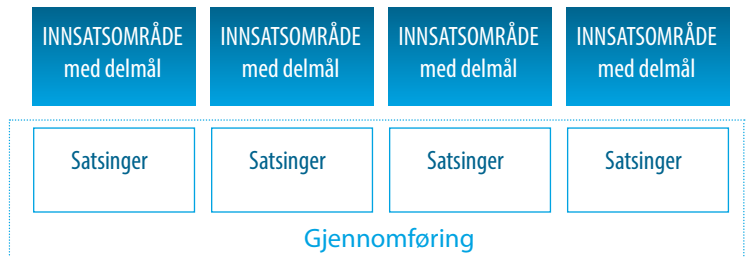 INNSATSOMRÅDE
med delmål
INNSATSOMRÅDE
med delmål
INNSATSOMRÅDE
med delmål
INNSATSOMRÅDE
med delmål
Satsinger
Satsinger
Satsinger
Satsinger
Gjennomføring